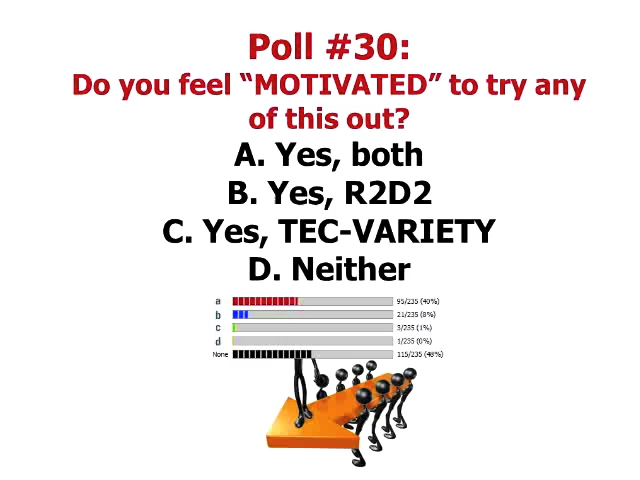 Poll #30:
Do you feel “MOTIVATED” to try any
of this out?
A. Yes, both
B. Yes, R2D2
C. Yes, TEC-VARIETY
D. Neither
a 95/235 (40%)
b 21/235 (8%)
c 3/235 (1%)
d 1/235 (0%)
None 115/235 (48%)